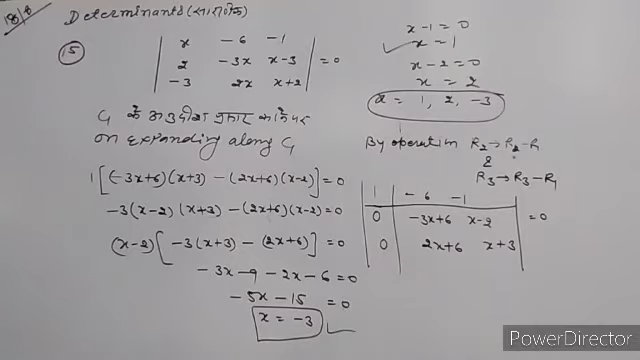 18/8
Determinants (सारणिक)
15
| x -6 -1 |
| 2 -3x x-3 | = 0
| -3 2x x+2 |
x-1=0
x=1
x-2=0
x = 2
x = 1, 2, -3
C₁ के अनुदिश प्रसार करने पर
on expanding along C₁
1[(-3x+6)(x+3) - (2x+6)(x-2)] = 0
-3(x-2)(x+3) - (2x+6)(x-2) = 0
(x-2)[-3(x+3) - (2x+6)] = 0
-3x-9-2x-6=0
-5x-15 = 0
x = -3
By operation R₂→R₂-R₁
&
R₃→R₃-R₁
| 1 -6 -1 |
| 0 -3x+6 x-2 | = 0
| 0 2x+6 x+3 |
PowerDirector